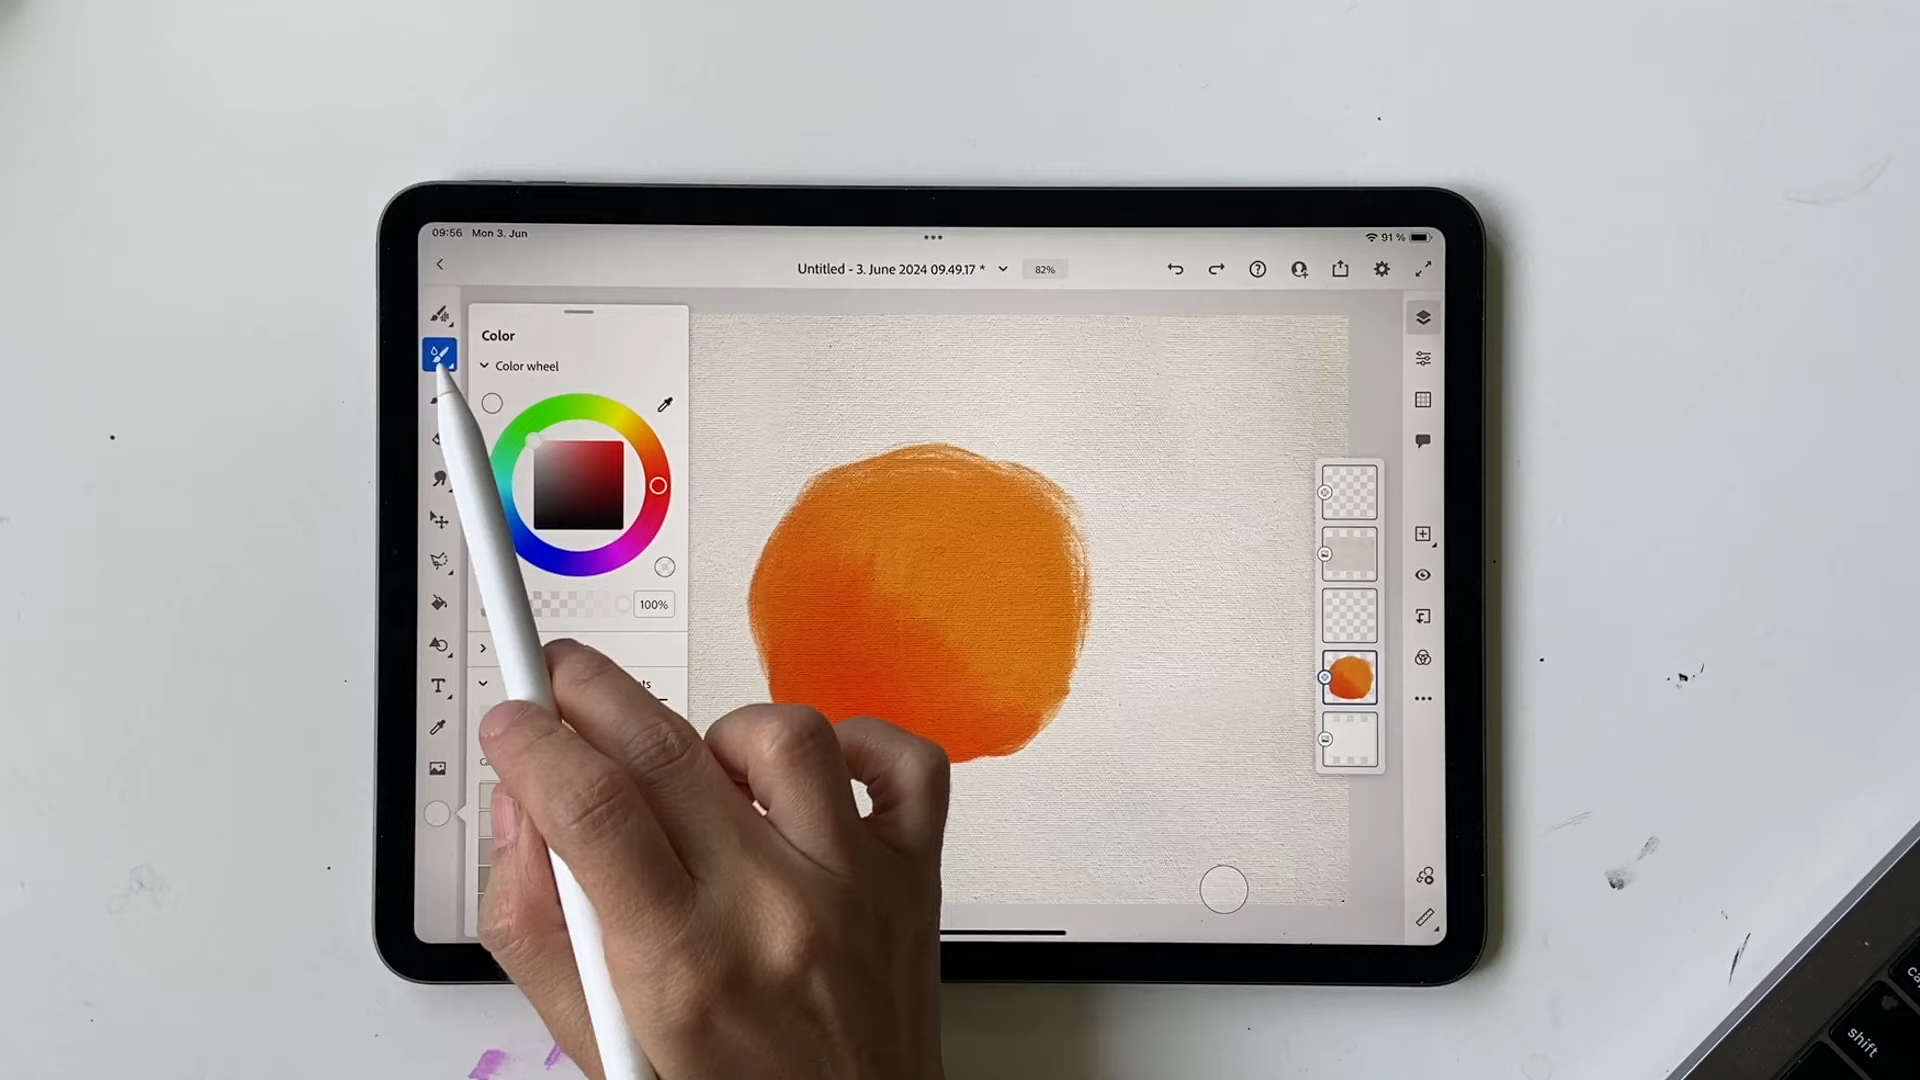 09:56 Mon 3. Jun
91 %
Untitled - 3. June 2024 09.49.17 *
82%
Color
Color wheel
100%
T
shift